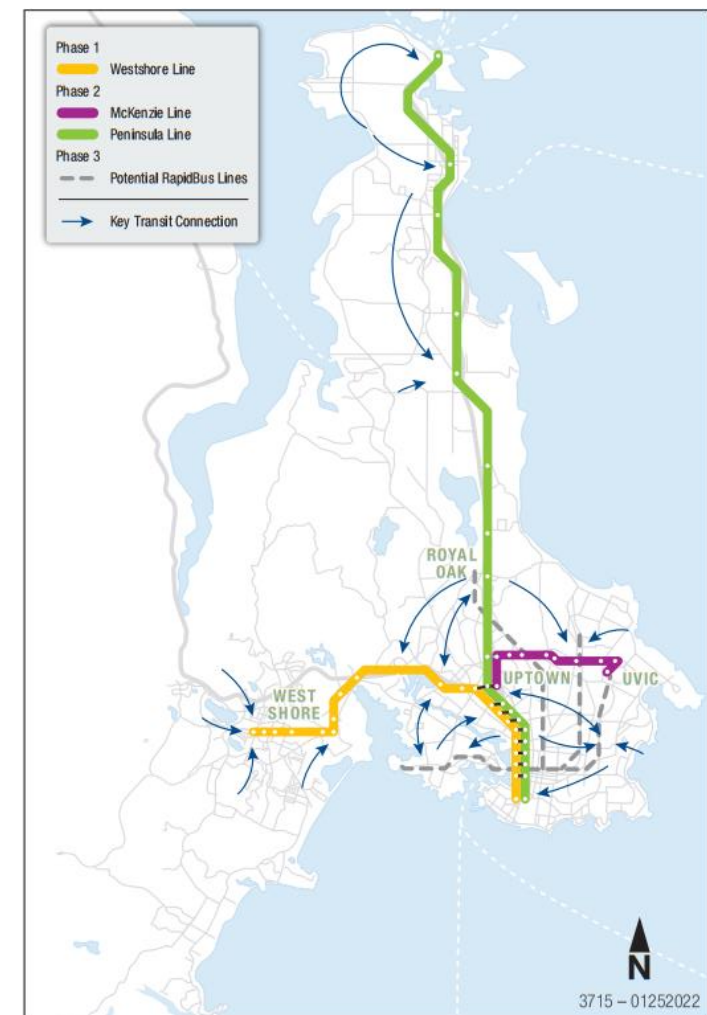 Phase 1
Westshore Line
Phase 2
McKenzie Line
Peninsula Line
Phase 3
Potential RapidBus Lines
Key Transit Connection
ROYAL
OAK
UPTOWN
UVIC
WEST
SHORE
N
3715 – 01252022